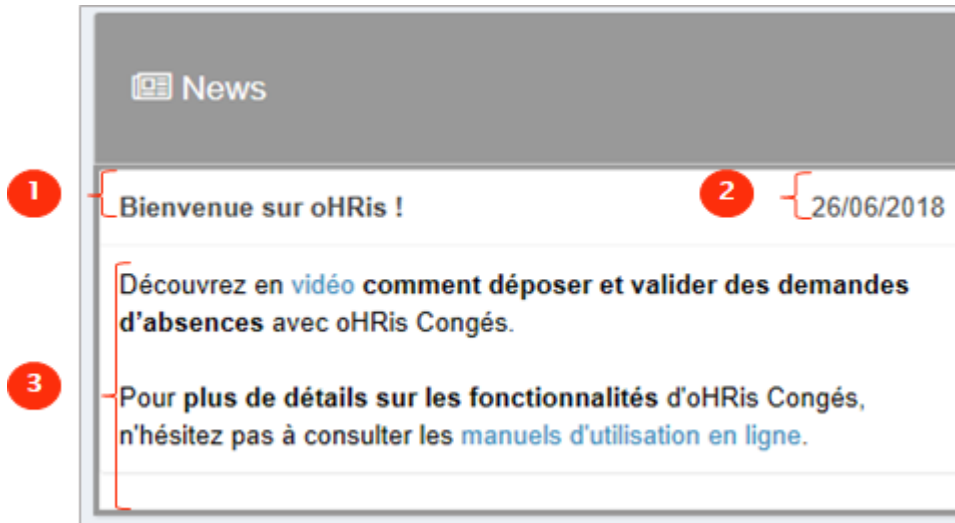 News
1
Bienvenue sur oHRis !
2
26/06/2018
Découvrez en vidéo comment déposer et valider des demandes
d'absences avec oHRis Congés.
3
Pour plus de détails sur les fonctionnalités d'oHRis Congés,
n'hésitez pas à consulter les manuels d'utilisation en ligne.